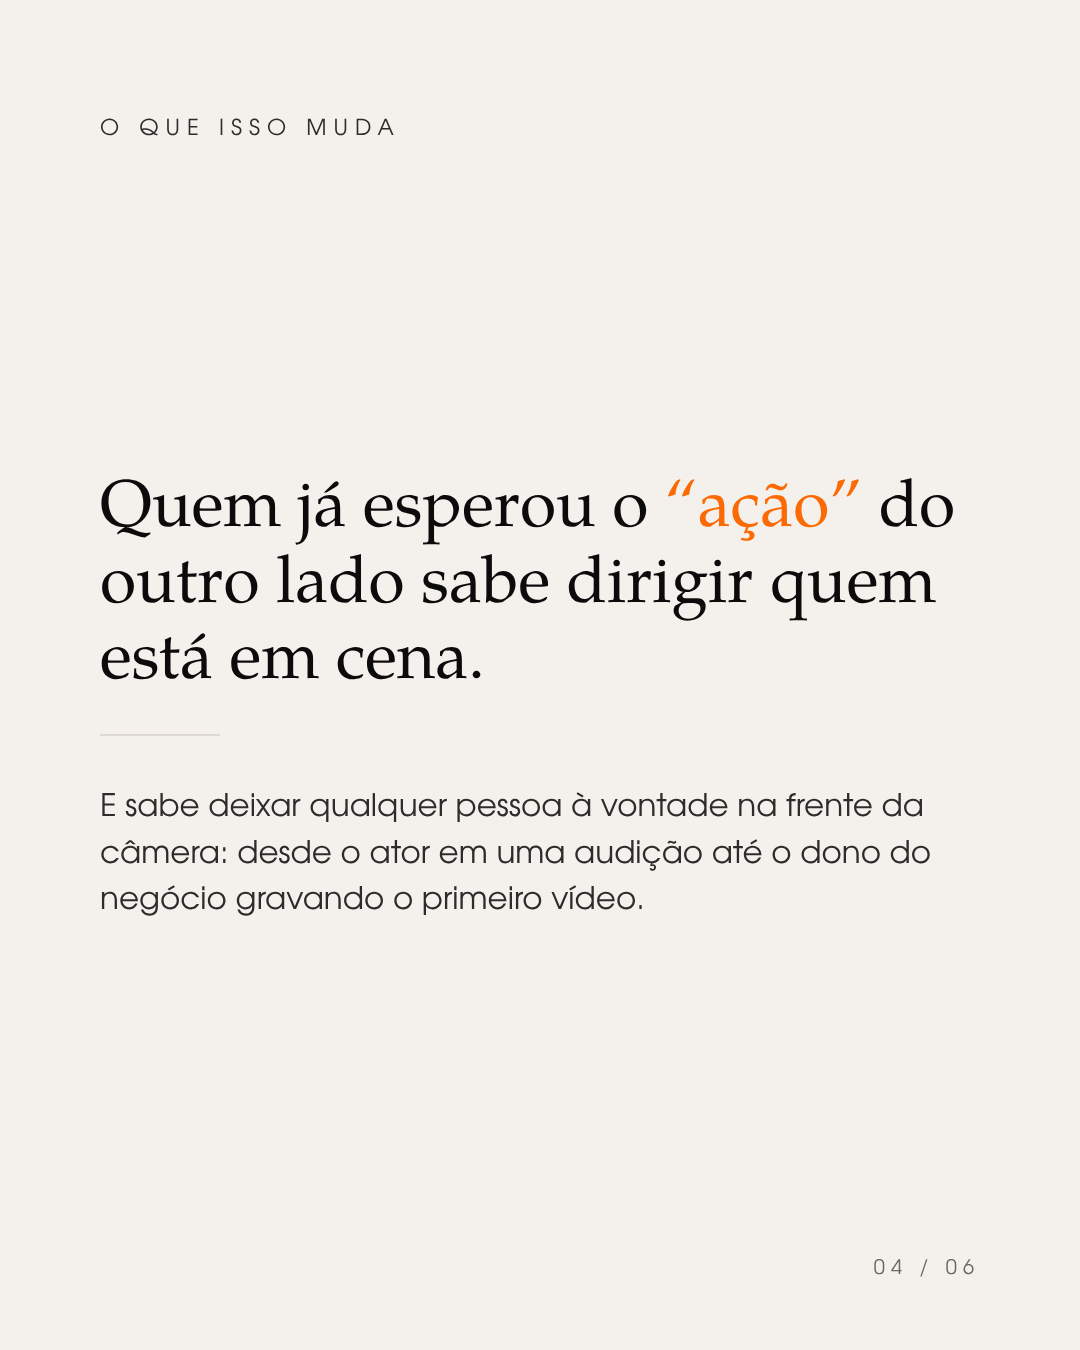 O QUE ISSO MUDA
Quem já esperou o “ação” do
outro lado sabe dirigir quem
está em cena.
E sabe deixar qualquer pessoa à vontade na frente da
câmera: desde o ator em uma audição até o dono do
negócio gravando o primeiro vídeo.
04 / 06